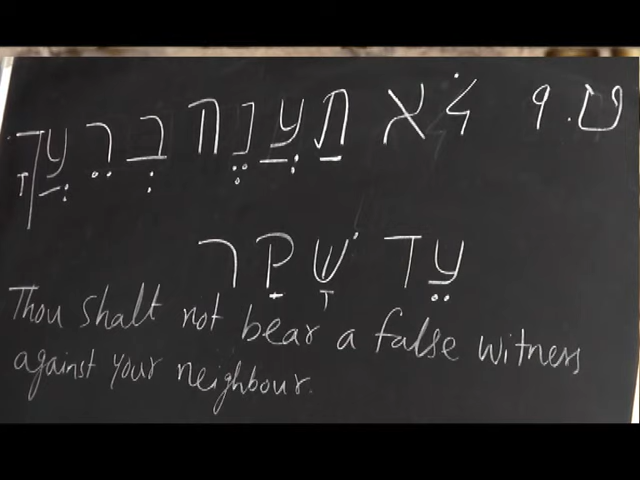 ט. 9 לֹא תַעֲנֶה בְרֵעֲךָ
עֵד שָׁקַר
Thou shalt not bear a false witness
against your neighbour.